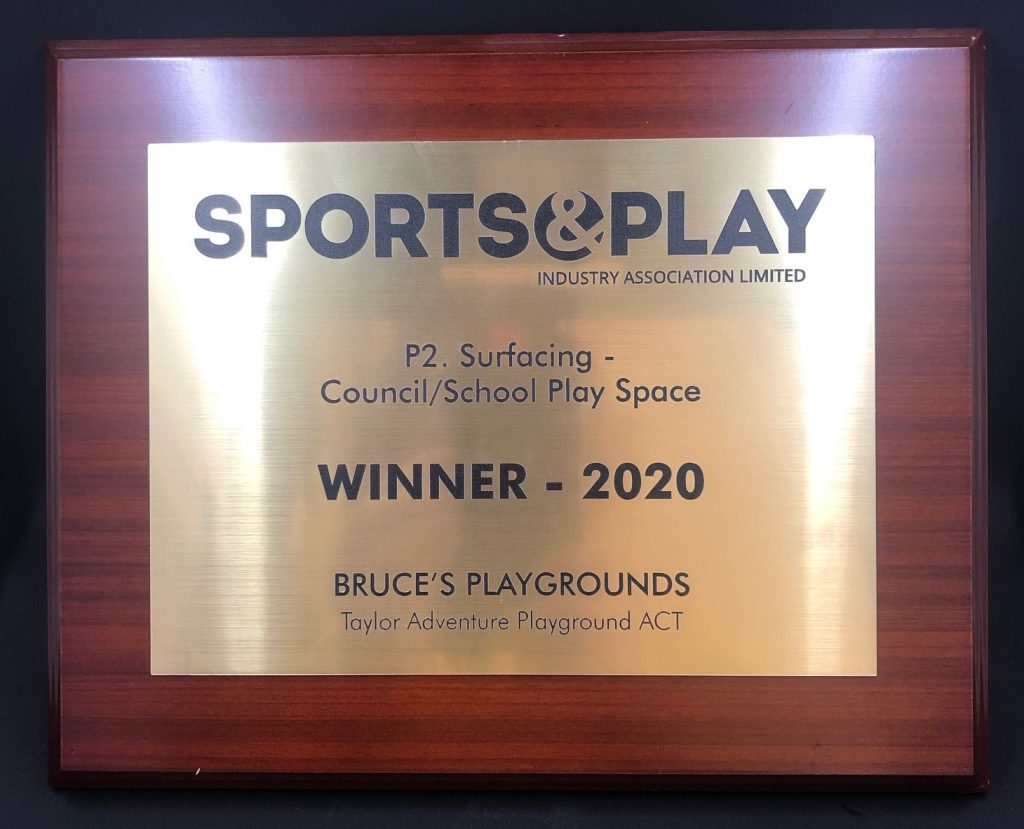 SPORTS&PLAY
INDUSTRY ASSOCIATION LIMITED
P2. Surfacing -
Council/School Play Space
WINNER - 2020
BRUCE'S PLAYGROUNDS
Taylor Adventure Playground ACT